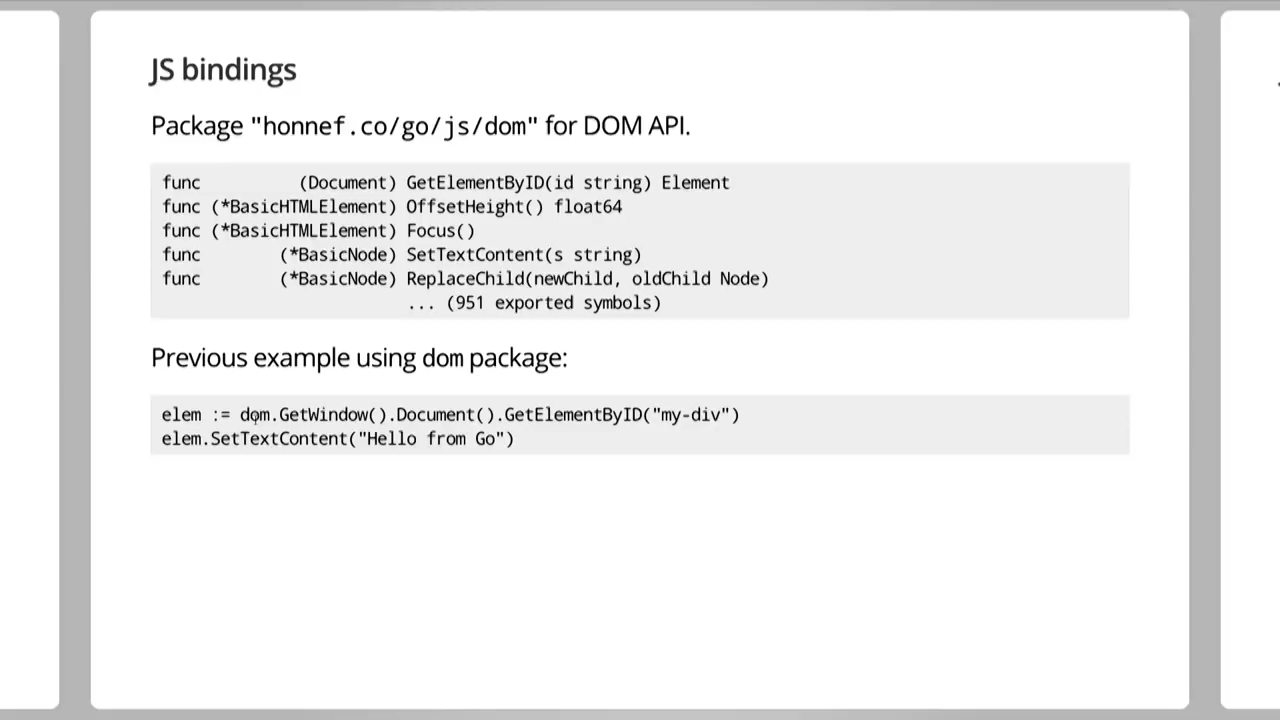 JS bindings
Package "honnef.co/go/js/dom" for DOM API.
func           (Document) GetElementByID(id string) Element
func (*BasicHTMLElement) OffsetHeight() float64
func (*BasicHTMLElement) Focus()
func         (*BasicNode) SetTextContent(s string)
func         (*BasicNode) ReplaceChild(newChild, oldChild Node)
                         ... (951 exported symbols)
Previous example using dom package:
elem := dom.GetWindow().Document().GetElementByID("my-div")
elem.SetTextContent("Hello from Go")